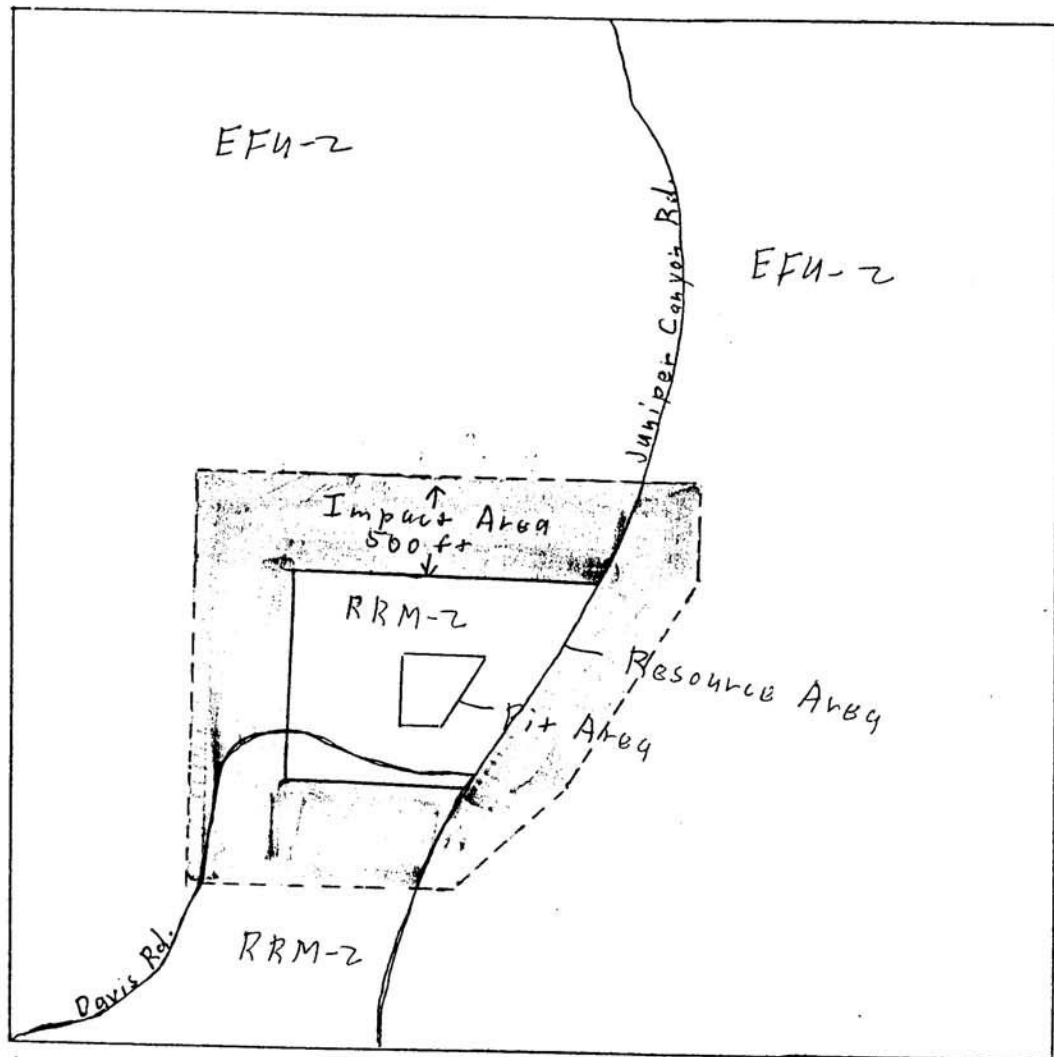 EFU-2
EFU-2
Juniper Canyon Rd.
Impact Area
500 ft
RRM-2
Resource Area
Pit Area
RRM-2
Davis Rd.